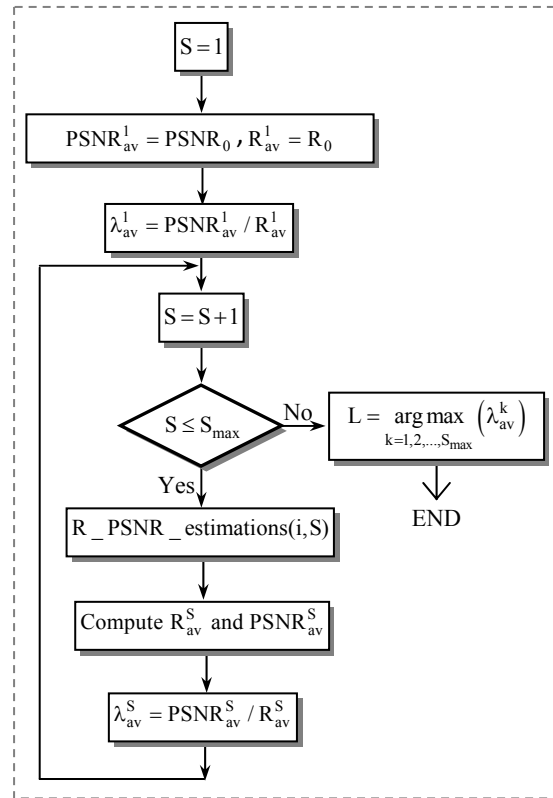 S = 1
PSNR¹ₐᵥ = PSNR₀ , R¹ₐᵥ = R₀
λ¹ₐᵥ = PSNR¹ₐᵥ / R¹ₐᵥ
S = S + 1
S ≤ Sₘₐₓ
No
L = arg max (λᵏₐᵥ)
k=1,2,...,Sₘₐₓ
Yes
END
R _ PSNR _ estimations(i,S)
Compute Rˢₐᵥ and PSNRˢₐᵥ
λˢₐᵥ = PSNRˢₐᵥ / Rˢₐᵥ